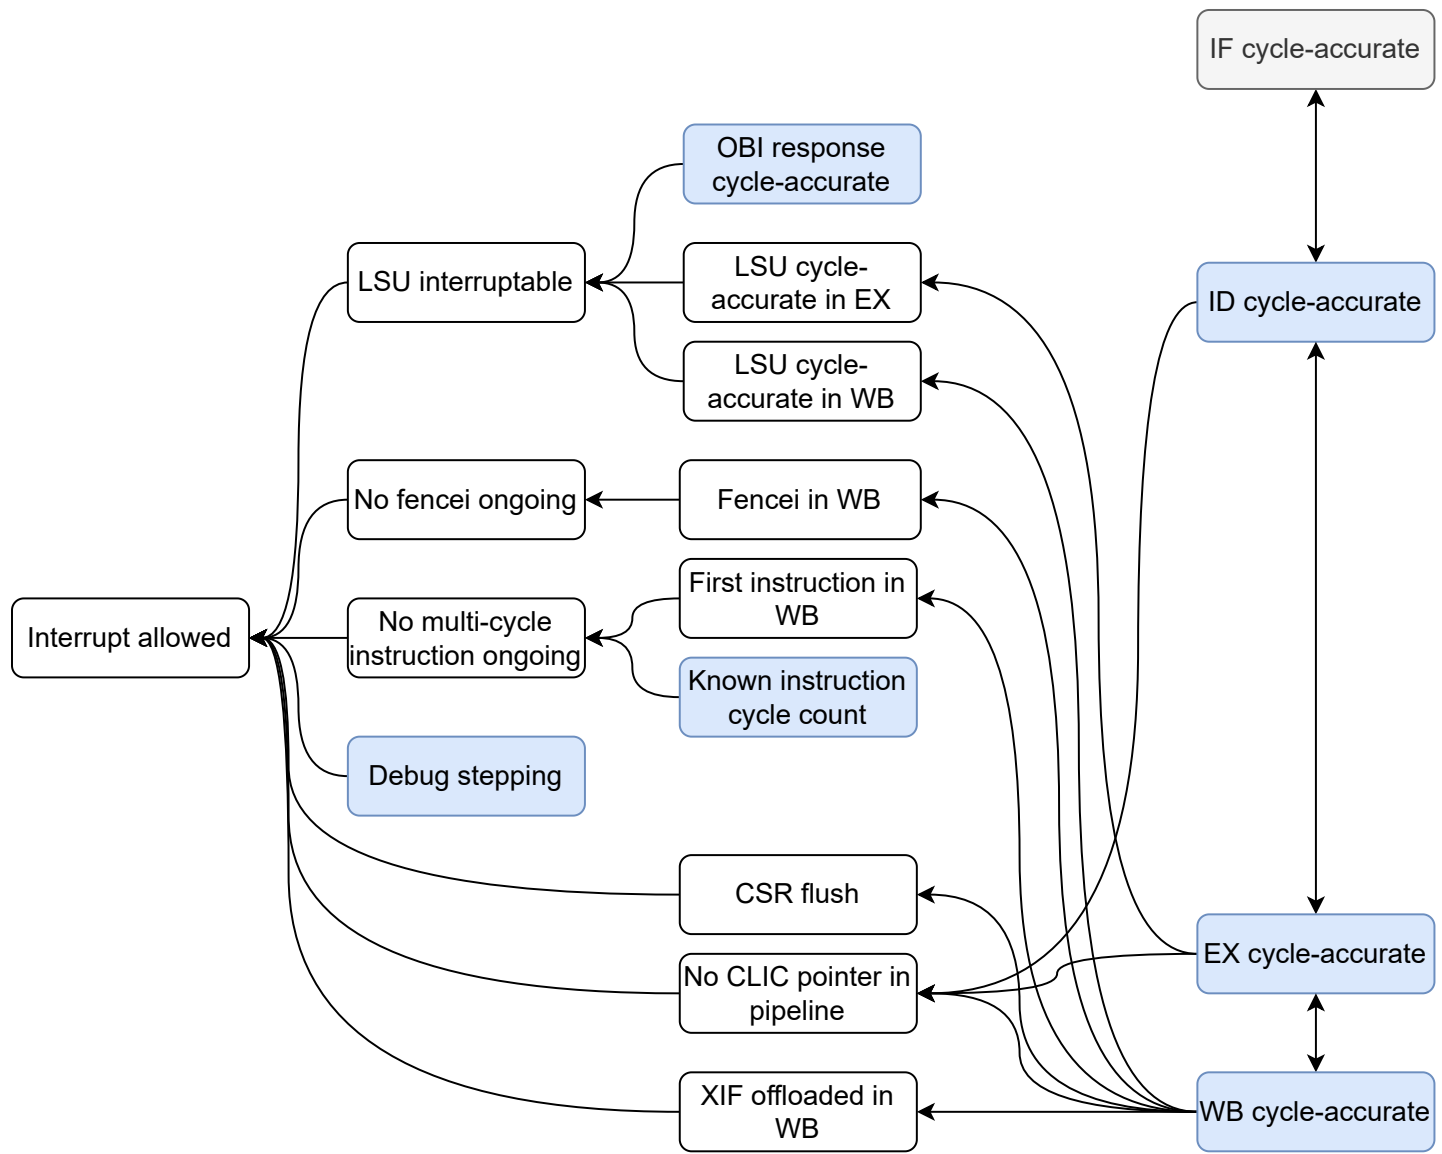 IF cycle-accurate
OBI response
cycle-accurate
LSU interruptable
LSU cycle-
accurate in EX
ID cycle-accurate
LSU cycle-
accurate in WB
No fencei ongoing
Fencei in WB
First instruction in
WB
Interrupt allowed
No multi-cycle
instruction ongoing
Known instruction
cycle count
Debug stepping
CSR flush
EX cycle-accurate
No CLIC pointer in
pipeline
XIF offloaded in
WB
WB cycle-accurate